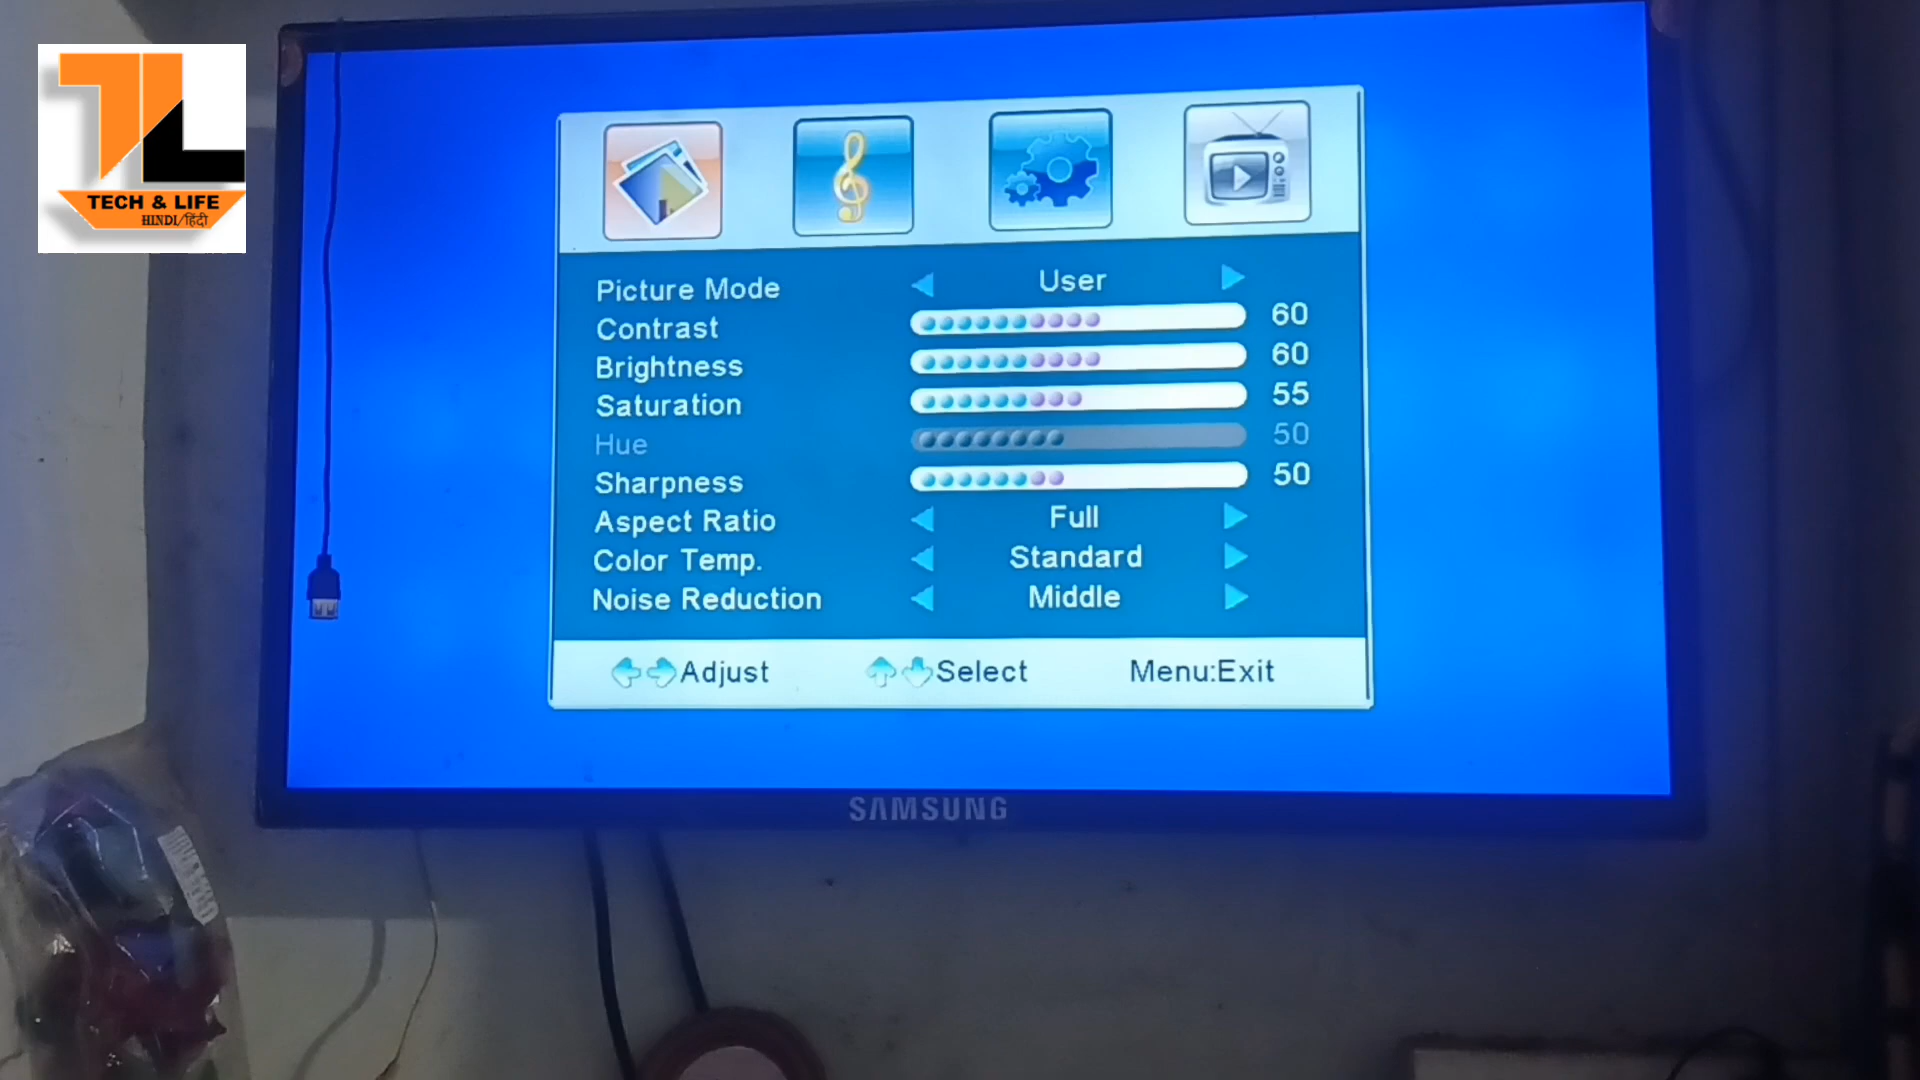 TECH & LIFE
HINDI/हिंदी
Picture Mode User
Contrast 60
Brightness 60
Saturation 55
Hue 50
Sharpness 50
Aspect Ratio Full
Color Temp. Standard
Noise Reduction Middle
Adjust Select Menu:Exit
SAMSUNG